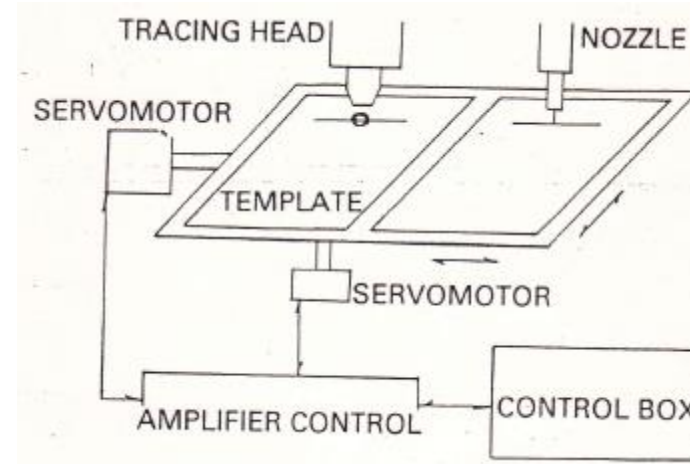 TRACING HEAD
NOZZLE
SERVOMOTOR
TEMPLATE
SERVOMOTOR
AMPLIFIER CONTROL
CONTROL BOX